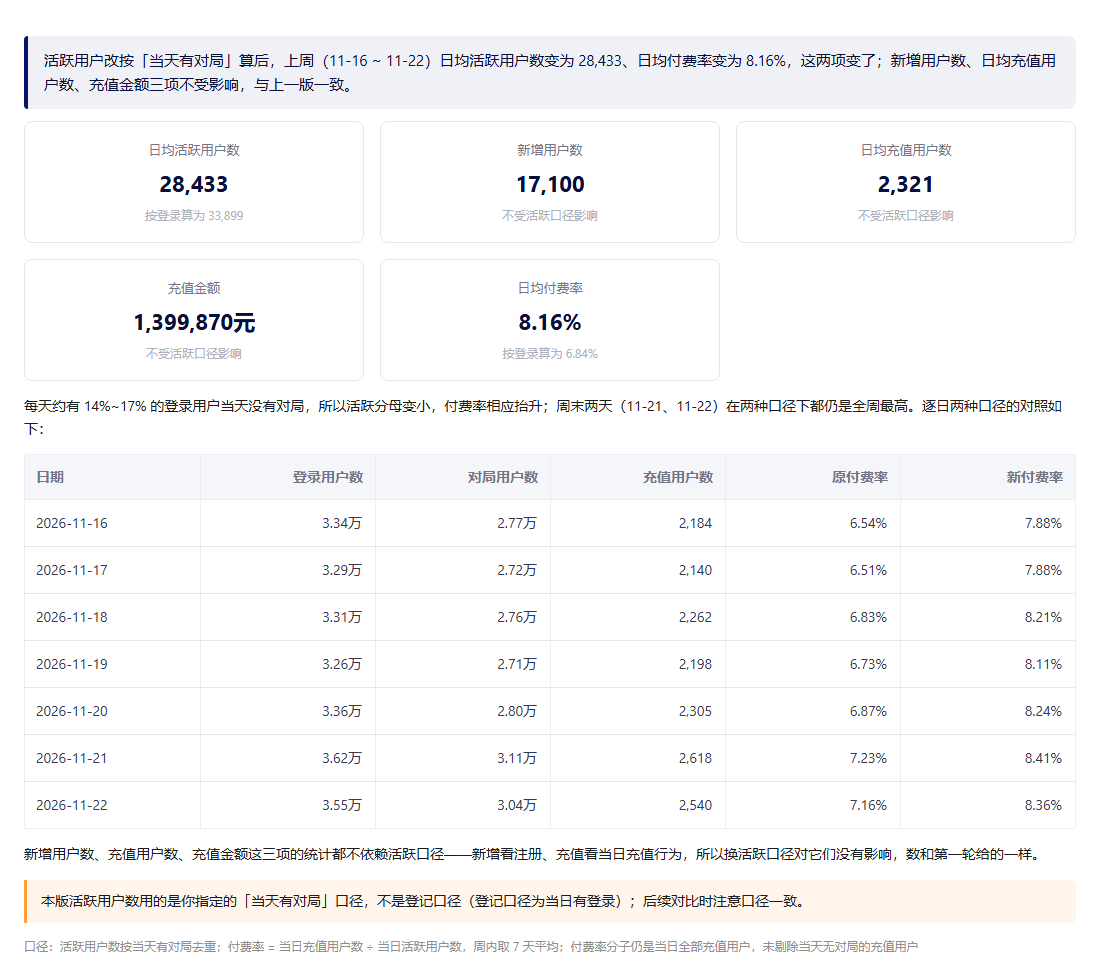 活跃用户改按「当天有对局」算后，上周（11-16 ~ 11-22）日均活跃用户数变为 28,433、日均付费率变为 8.16%，这两项变了；新增用户数、日均充值用
户数、充值金额三项不受影响，与上一版一致。
日均活跃用户数
28,433
按登录算为 33,899
新增用户数
17,100
不受活跃口径影响
日均充值用户数
2,321
不受活跃口径影响
充值金额
1,399,870元
不受活跃口径影响
日均付费率
8.16%
按登录算为 6.84%
每天约有 14%~17% 的登录用户当天没有对局，所以活跃分母变小，付费率相应抬升；周末两天（11-21、11-22）在两种口径下都仍是全周最高。逐日两种口径的对照如
下：
日期 登录用户数 对局用户数 充值用户数 原付费率 新付费率
2026-11-16 3.34万 2.77万 2,184 6.54% 7.88%
2026-11-17 3.29万 2.72万 2,140 6.51% 7.88%
2026-11-18 3.31万 2.76万 2,262 6.83% 8.21%
2026-11-19 3.26万 2.71万 2,198 6.73% 8.11%
2026-11-20 3.36万 2.80万 2,305 6.87% 8.24%
2026-11-21 3.62万 3.11万 2,618 7.23% 8.41%
2026-11-22 3.55万 3.04万 2,540 7.16% 8.36%
新增用户数、充值用户数、充值金额这三项的统计都不依赖活跃口径——新增看注册、充值看当日充值行为，所以换活跃口径对它们没有影响，数和第一轮给的一样。
本版活跃用户数用的是你指定的「当天有对局」口径，不是登记口径（登记口径为当日有登录）；后续对比时注意口径一致。
口径：活跃用户数按当天有对局去重；付费率 = 当日充值用户数 ÷ 当日活跃用户数，周内取 7 天平均；付费率分子仍是当日全部充值用户，未剔除当天无对局的充值用户